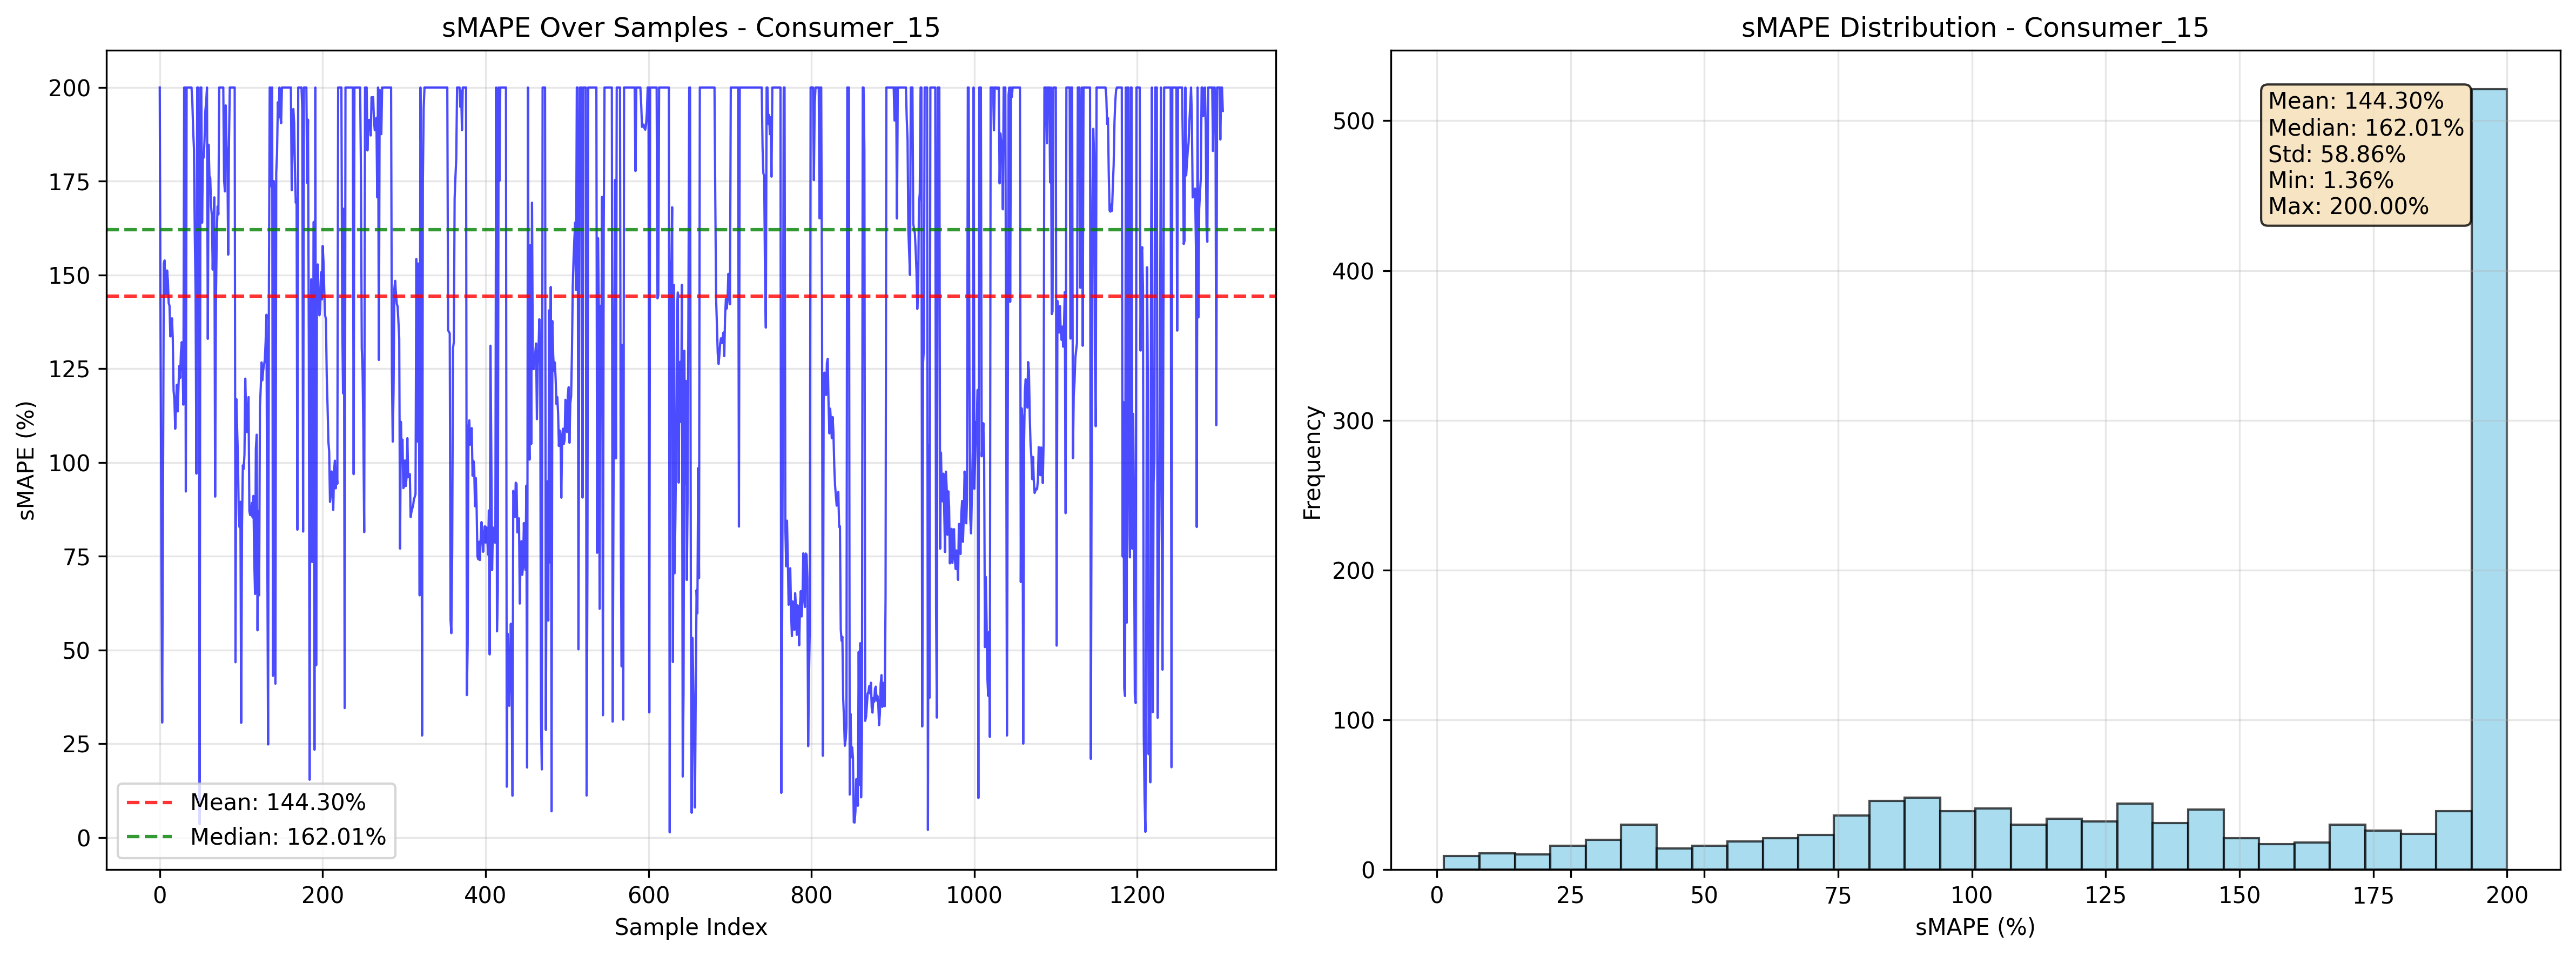 sMAPE Over Samples - Consumer_15
sMAPE (%)
200
175
150
125
100
75
50
25
0
Mean: 144.30%
Median: 162.01%
0 200 400 600 800 1000 1200
Sample Index
sMAPE Distribution - Consumer_15
Frequency
500
400
300
200
100
0
Mean: 144.30%
Median: 162.01%
Std: 58.86%
Min: 1.36%
Max: 200.00%
0 25 50 75 100 125 150 175 200
sMAPE (%)